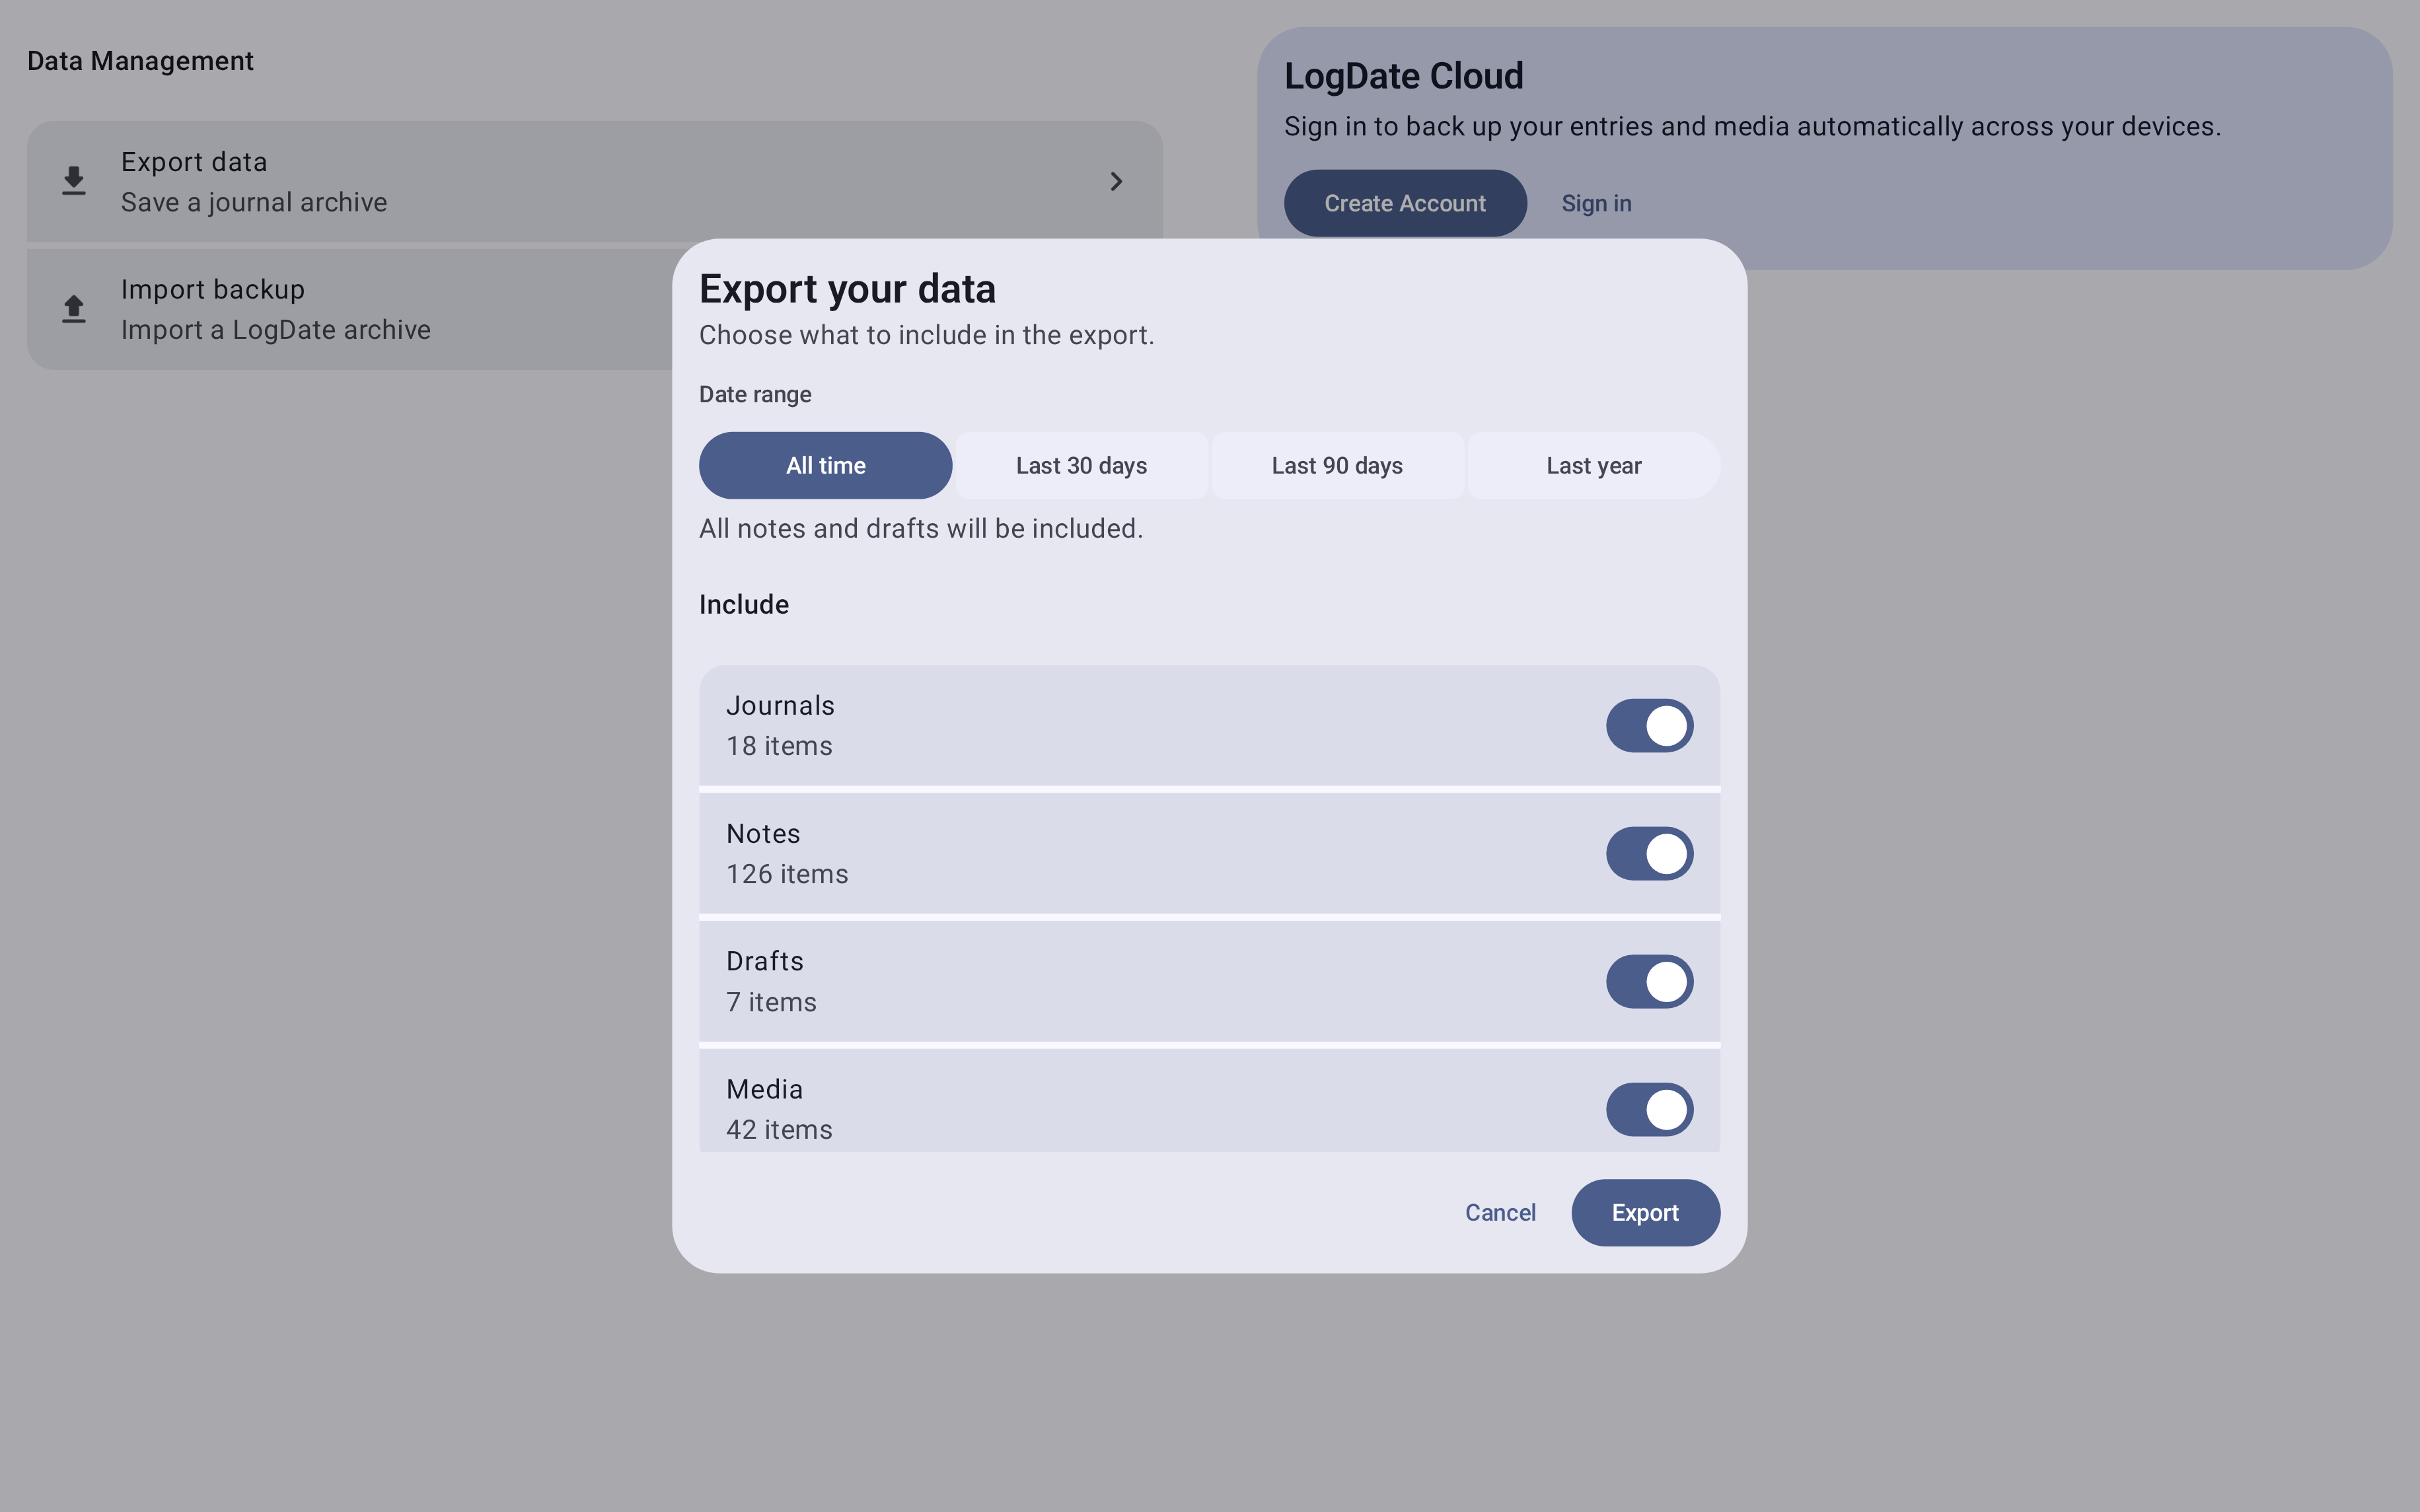 Data Management
Export data
Save a journal archive
Import backup
Import a LogDate archive
LogDate Cloud
Sign in to back up your entries and media automatically across your devices.
Create Account
Sign in
Export your data
Choose what to include in the export.
Date range
All time
Last 30 days
Last 90 days
Last year
All notes and drafts will be included.
Include
Journals
18 items
Notes
126 items
Drafts
7 items
Media
42 items
Cancel
Export